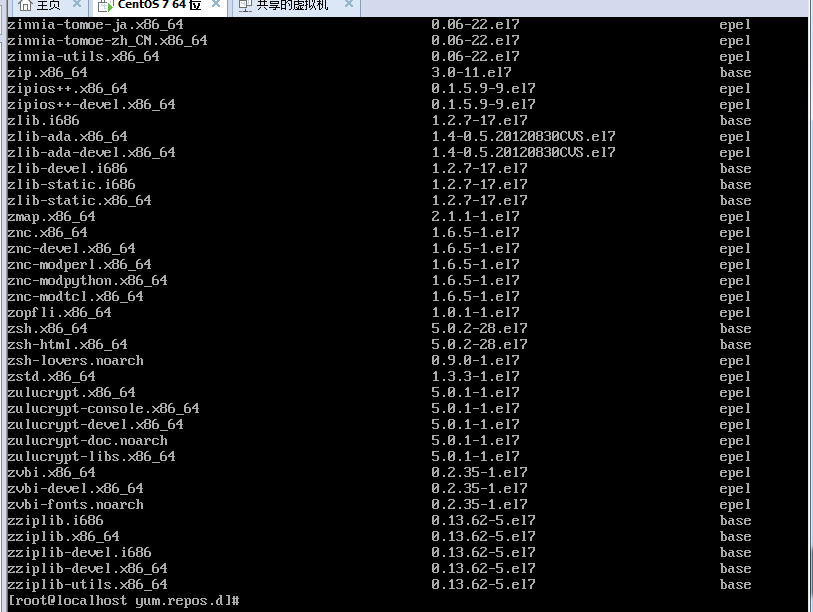 主页 CentOS 7 64 位 共享的虚拟机
zinnia-tomoe-ja.x86_64 0.06-22.el7 epel
zinnia-tomoe-zh_CN.x86_64 0.06-22.el7 epel
zinnia-utils.x86_64 0.06-22.el7 epel
zip.x86_64 3.0-11.el7 base
zipios++.x86_64 0.1.5.9-9.el7 epel
zipios++-devel.x86_64 0.1.5.9-9.el7 epel
zlib.i686 1.2.7-17.el7 base
zlib-ada.x86_64 1.4-0.5.20120830CVS.el7 epel
zlib-ada-devel.x86_64 1.4-0.5.20120830CVS.el7 epel
zlib-devel.i686 1.2.7-17.el7 base
zlib-static.i686 1.2.7-17.el7 base
zlib-static.x86_64 1.2.7-17.el7 base
zmap.x86_64 2.1.1-1.el7 epel
znc.x86_64 1.6.5-1.el7 epel
znc-devel.x86_64 1.6.5-1.el7 epel
znc-modperl.x86_64 1.6.5-1.el7 epel
znc-modpython.x86_64 1.6.5-1.el7 epel
znc-modtcl.x86_64 1.6.5-1.el7 epel
zopfli.x86_64 1.0.1-1.el7 epel
zsh.x86_64 5.0.2-28.el7 base
zsh-html.x86_64 5.0.2-28.el7 base
zsh-lovers.noarch 0.9.0-1.el7 epel
zstd.x86_64 1.3.3-1.el7 epel
zulucrypt.x86_64 5.0.1-1.el7 epel
zulucrypt-console.x86_64 5.0.1-1.el7 epel
zulucrypt-devel.x86_64 5.0.1-1.el7 epel
zulucrypt-doc.noarch 5.0.1-1.el7 epel
zulucrypt-libs.x86_64 5.0.1-1.el7 epel
zvbi.x86_64 0.2.35-1.el7 epel
zvbi-devel.x86_64 0.2.35-1.el7 epel
zvbi-fonts.noarch 0.2.35-1.el7 epel
zziplib.i686 0.13.62-5.el7 base
zziplib.x86_64 0.13.62-5.el7 base
zziplib-devel.i686 0.13.62-5.el7 base
zziplib-devel.x86_64 0.13.62-5.el7 base
zziplib-utils.x86_64 0.13.62-5.el7 base
[root@localhost yum.repos.d]#